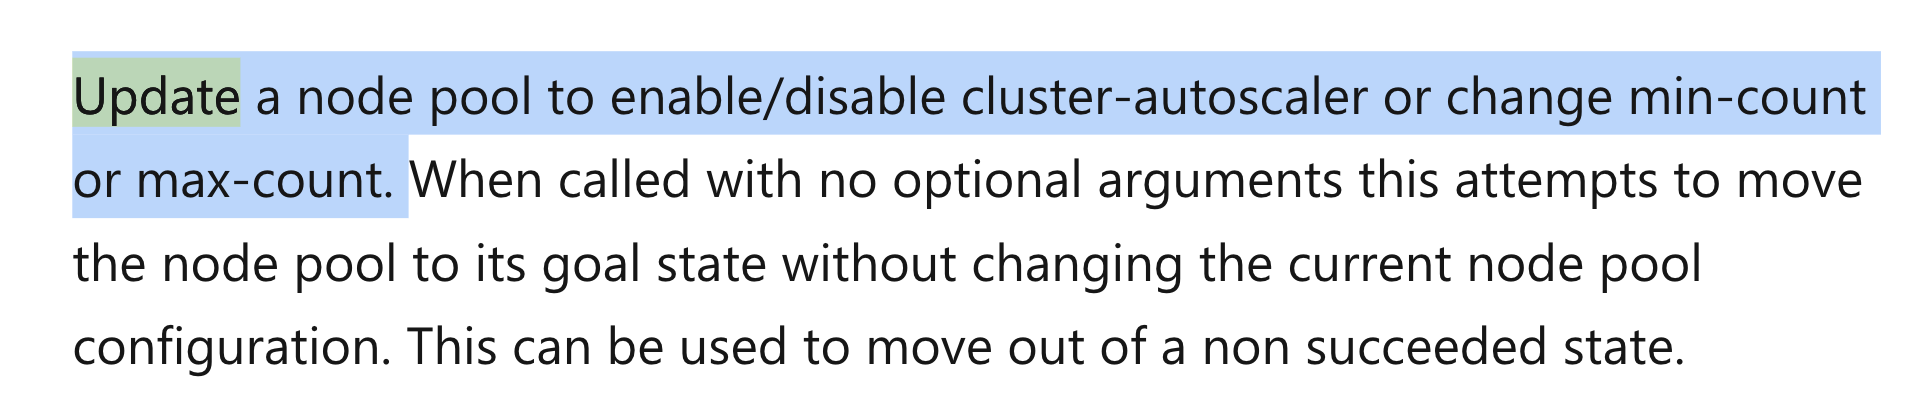 Update a node pool to enable/disable cluster-autoscaler or change min-count
or max-count. When called with no optional arguments this attempts to move
the node pool to its goal state without changing the current node pool
configuration. This can be used to move out of a non succeeded state.